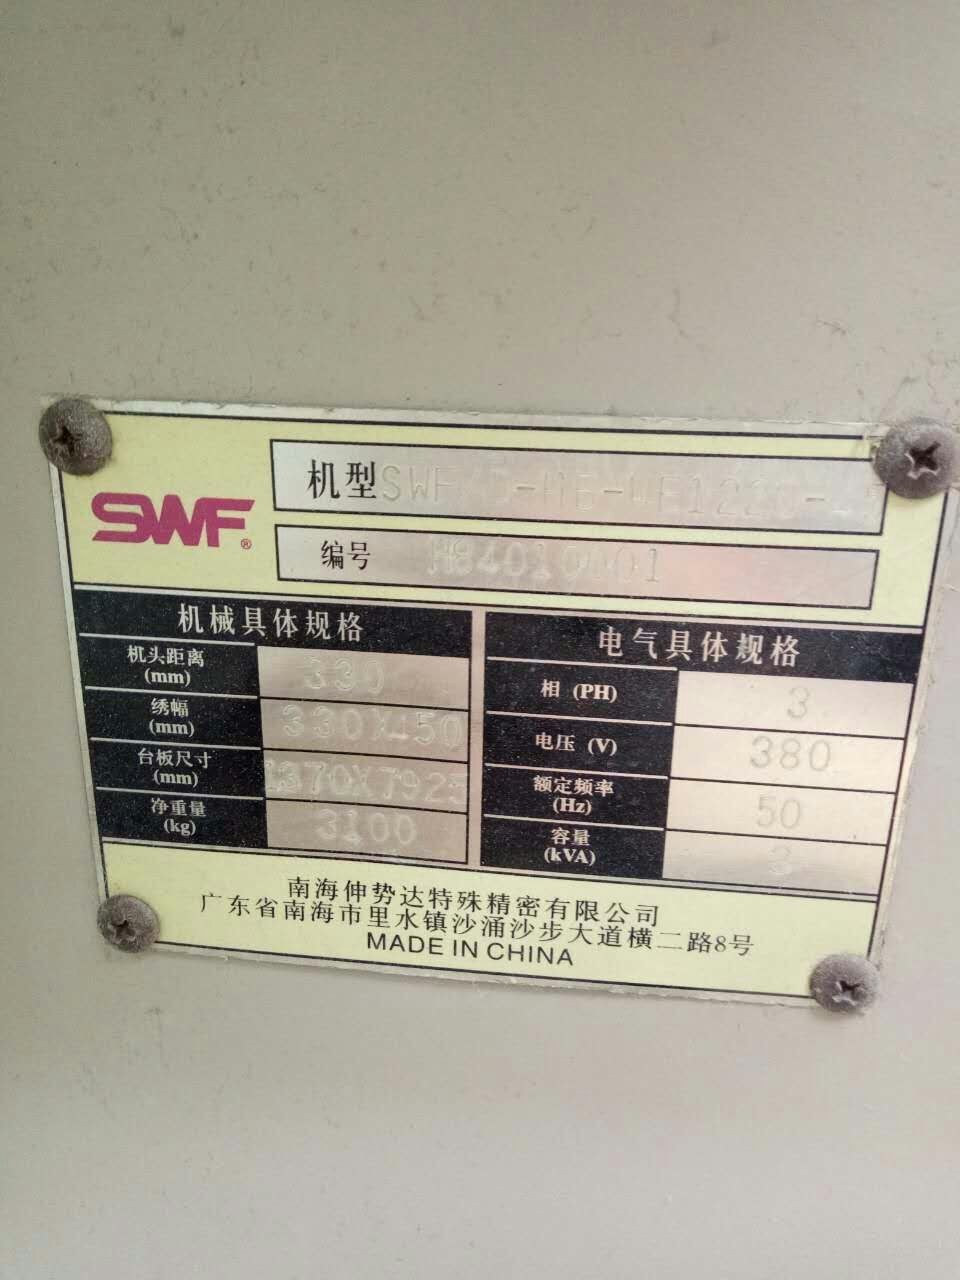 SWF®
机型
编号
机械具体规格
机头距离
(mm) 330
绣幅
(mm) 330X450
台板尺寸
(mm)
净重量
(kg) 3100
电气具体规格
相 (PH) 3
电压 (V) 380
额定频率
(Hz) 50
容量
(kVA) 3
南海伸势达特殊精密有限公司
广东省南海市里水镇沙涌沙步大道横二路8号
MADE IN CHINA